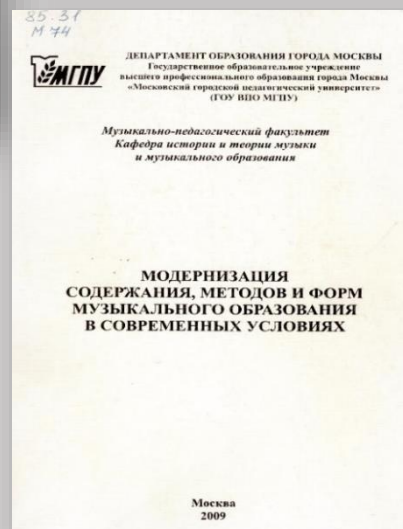 85.31
М 74
МГПУ
ДЕПАРТАМЕНТ ОБРАЗОВАНИЯ ГОРОДА МОСКВЫ
Государственное образовательное учреждение
высшего профессионального образования города Москвы
«Московский городской педагогический университет»
(ГОУ ВПО МГПУ)
Музыкально-педагогический факультет
Кафедра истории и теории музыки
и музыкального образования
МОДЕРНИЗАЦИЯ
СОДЕРЖАНИЯ, МЕТОДОВ И ФОРМ
МУЗЫКАЛЬНОГО ОБРАЗОВАНИЯ
В СОВРЕМЕННЫХ УСЛОВИЯХ
Москва
2009